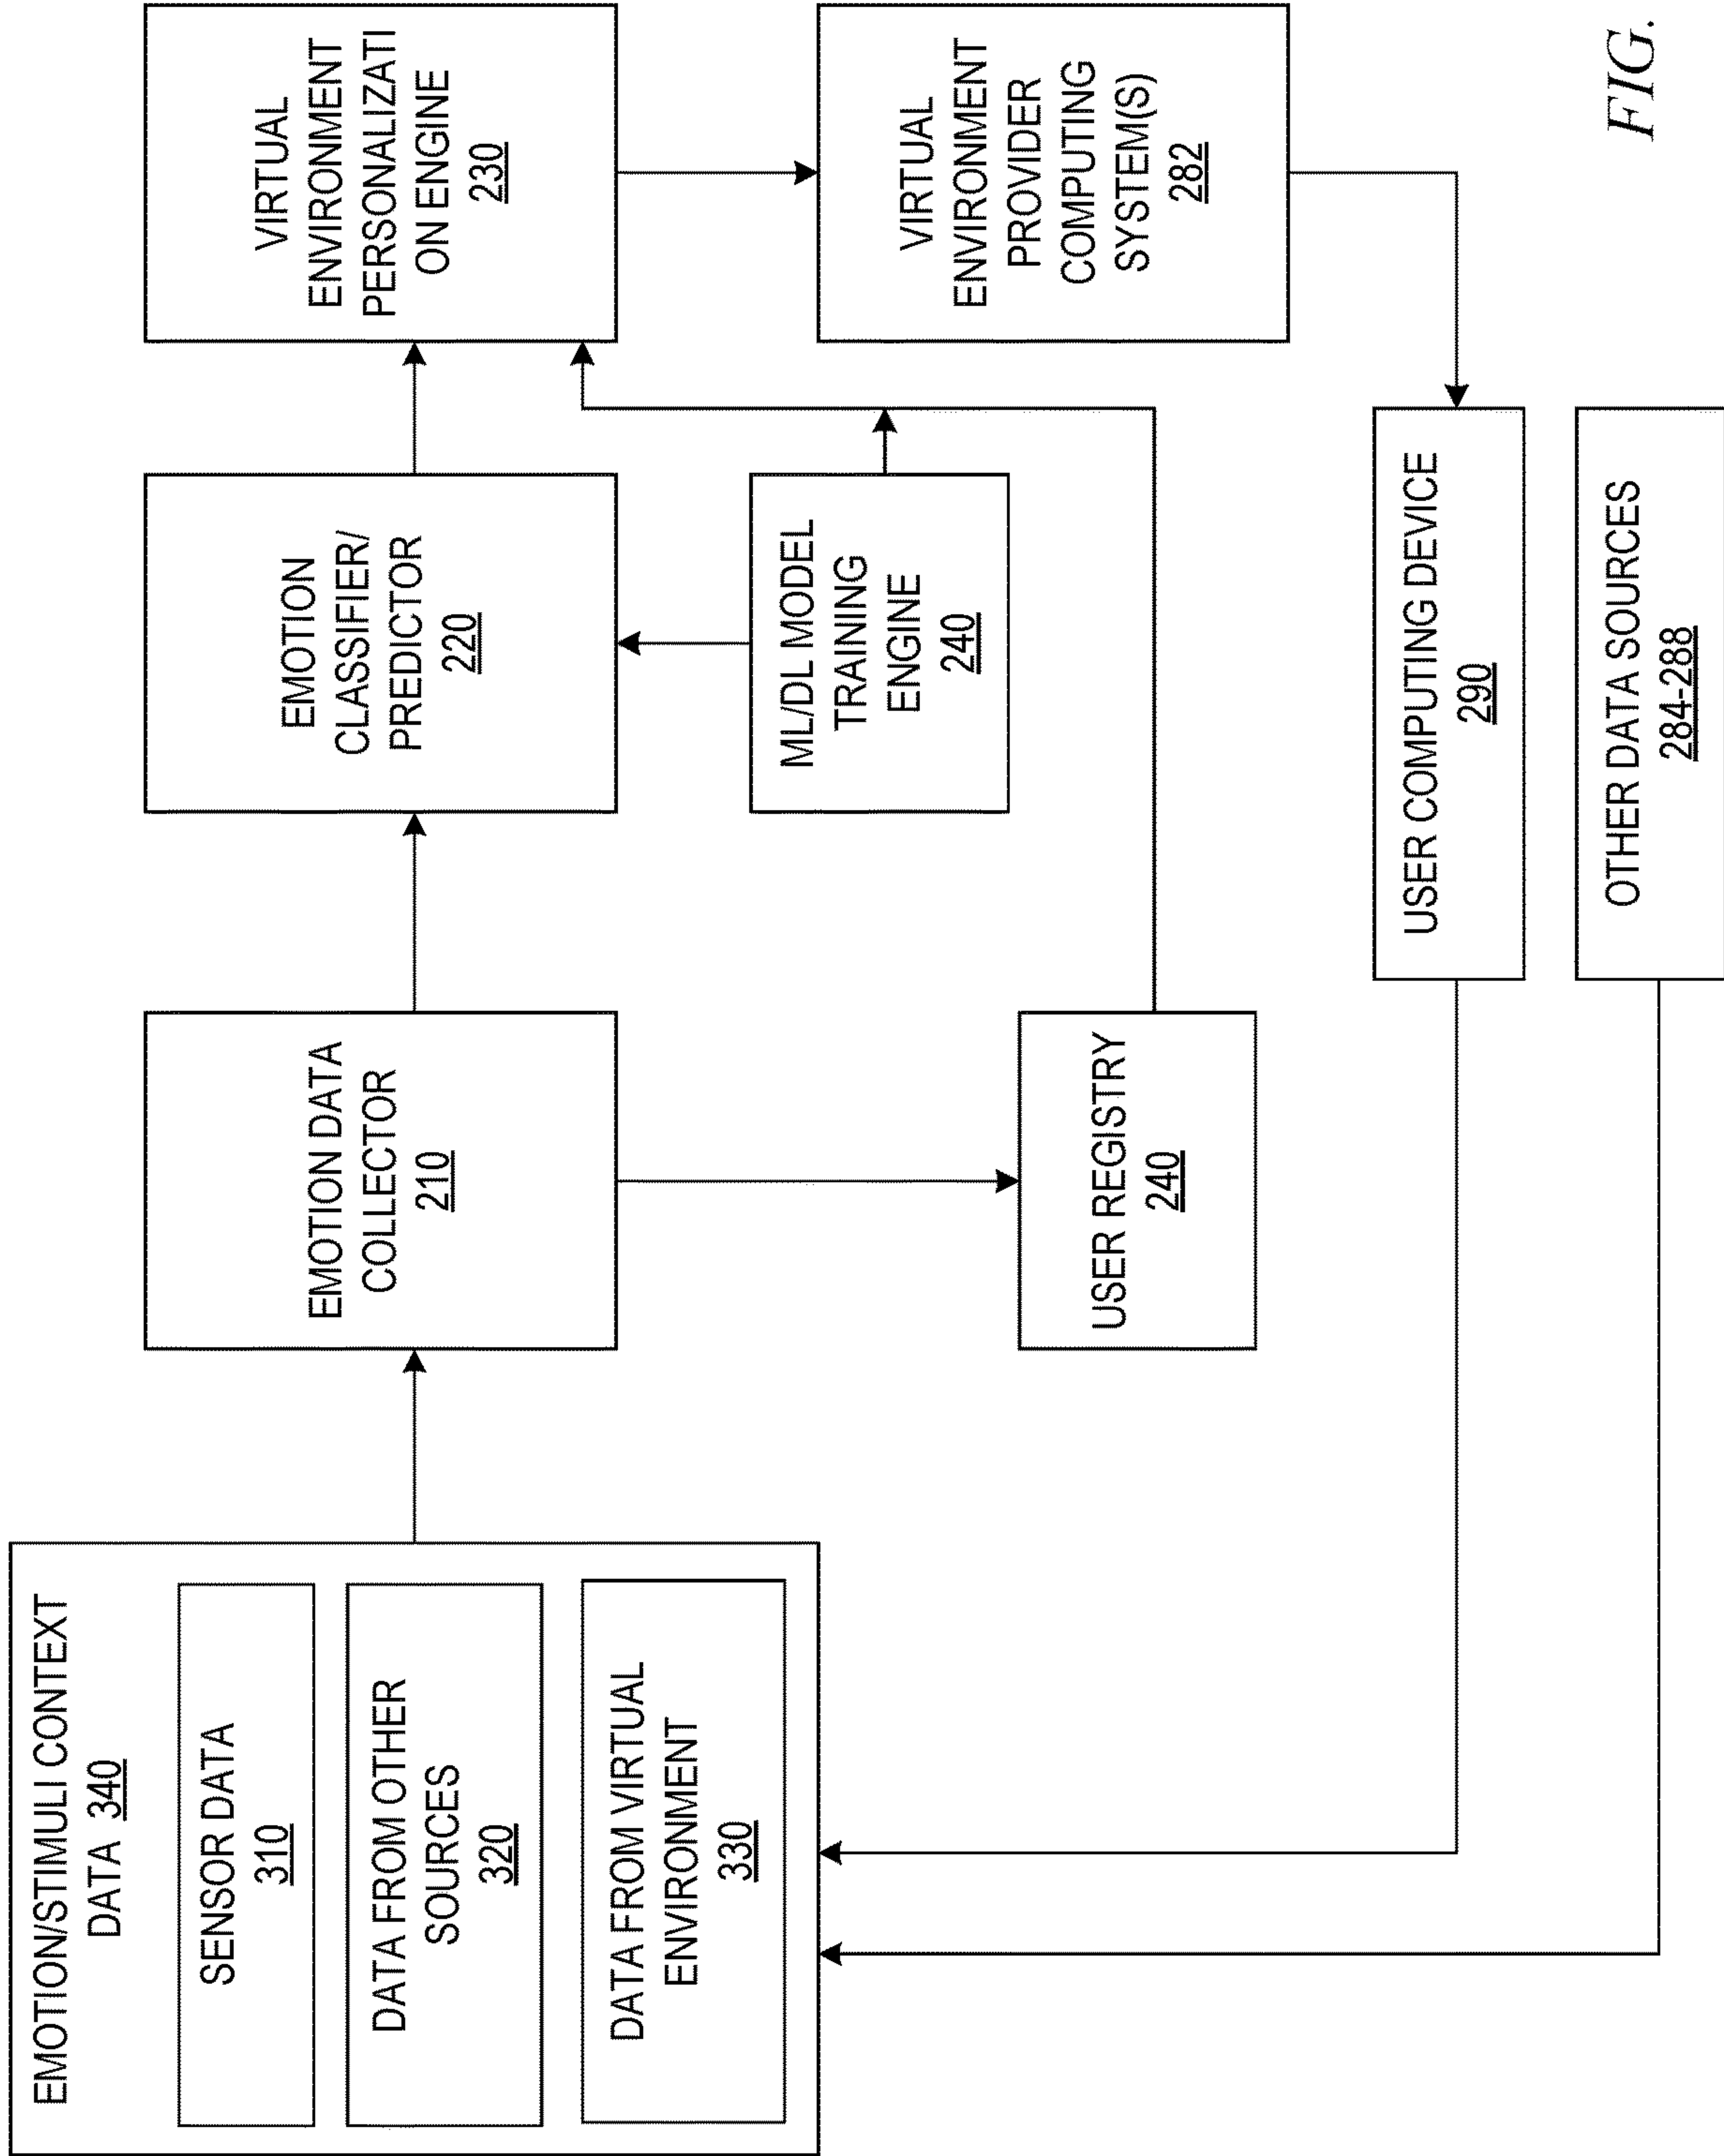 EMOTION/STIMULI CONTEXT
DATA 340
SENSOR DATA
310
DATA FROM OTHER
SOURCES
320
DATA FROM VIRTUAL
ENVIRONMENT
330
EMOTION DATA
COLLECTOR
210
USER REGISTRY
240
EMOTION
CLASSIFIER/
PREDICTOR
220
ML/DL MODEL
TRAINING
ENGINE
240
VIRTUAL
ENVIRONMENT
PERSONALIZATI
ON ENGINE
230
VIRTUAL
ENVIRONMENT
PROVIDER
COMPUTING
SYSTEM(S)
282
USER COMPUTING DEVICE
290
OTHER DATA SOURCES
284-288
FIG.